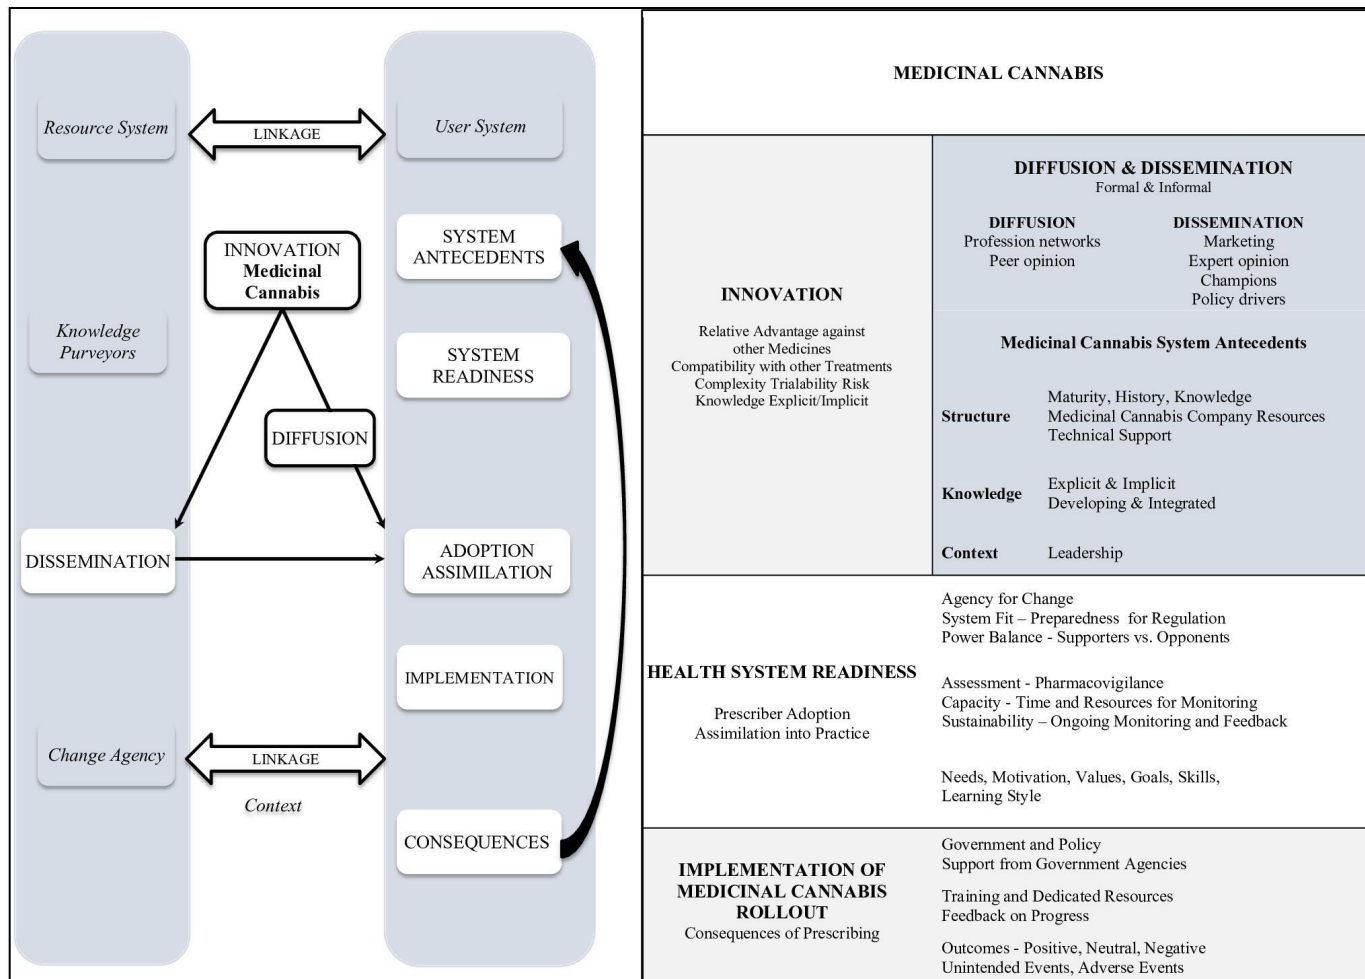 Resource System
LINKAGE
User System
INNOVATION
Medicinal
Cannabis
SYSTEM
ANTECEDENTS
Knowledge
Purveyors
SYSTEM
READINESS
DIFFUSION
DISSEMINATION
ADOPTION
ASSIMILATION
IMPLEMENTATION
Change Agency
LINKAGE
Context
CONSEQUENCES
MEDICINAL CANNABIS
INNOVATION
Relative Advantage against
other Medicines
Compatibility with other Treatments
Complexity Trialability Risk
Knowledge Explicit/Implicit
DIFFUSION & DISSEMINATION
Formal & Informal
DIFFUSION
Profession networks
Peer opinion
DISSEMINATION
Marketing
Expert opinion
Champions
Policy drivers
Medicinal Cannabis System Antecedents
Structure
Maturity, History, Knowledge
Medicinal Cannabis Company Resources
Technical Support
Knowledge
Explicit & Implicit
Developing & Integrated
Context
Leadership
HEALTH SYSTEM READINESS
Prescriber Adoption
Assimilation into Practice
Agency for Change
System Fit – Preparedness for Regulation
Power Balance - Supporters vs. Opponents
Assessment - Pharmacovigilance
Capacity - Time and Resources for Monitoring
Sustainability – Ongoing Monitoring and Feedback
Needs, Motivation, Values, Goals, Skills,
Learning Style
IMPLEMENTATION OF
MEDICINAL CANNABIS
ROLLOUT
Consequences of Prescribing
Government and Policy
Support from Government Agencies
Training and Dedicated Resources
Feedback on Progress
Outcomes - Positive, Neutral, Negative
Unintended Events, Adverse Events